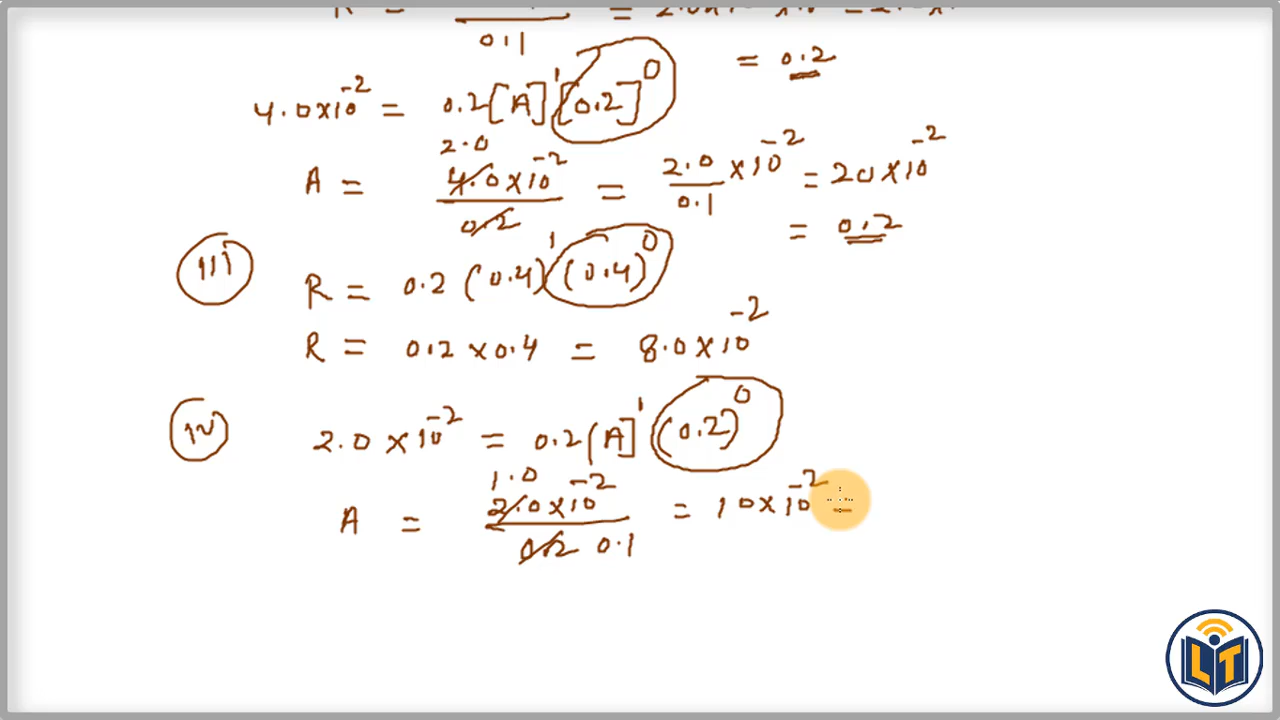 0.1
= 0.2
4.0×10⁻² = 0.2[A]¹[0.2]⁰
A = 2.0 4.0×10⁻² / 0.2 = 2.0 / 0.1 ×10⁻² = 20×10⁻²
= 0.2
(iii) R = 0.2 (0.4)¹(0.4)⁰
R = 0.2×0.4 = 8.0×10⁻²
(iv) 2.0×10⁻² = 0.2(A]¹(0.2)⁰
A = 1.0 2.0×10⁻² / 0.2 0.1 = 10×10⁻² =
LT